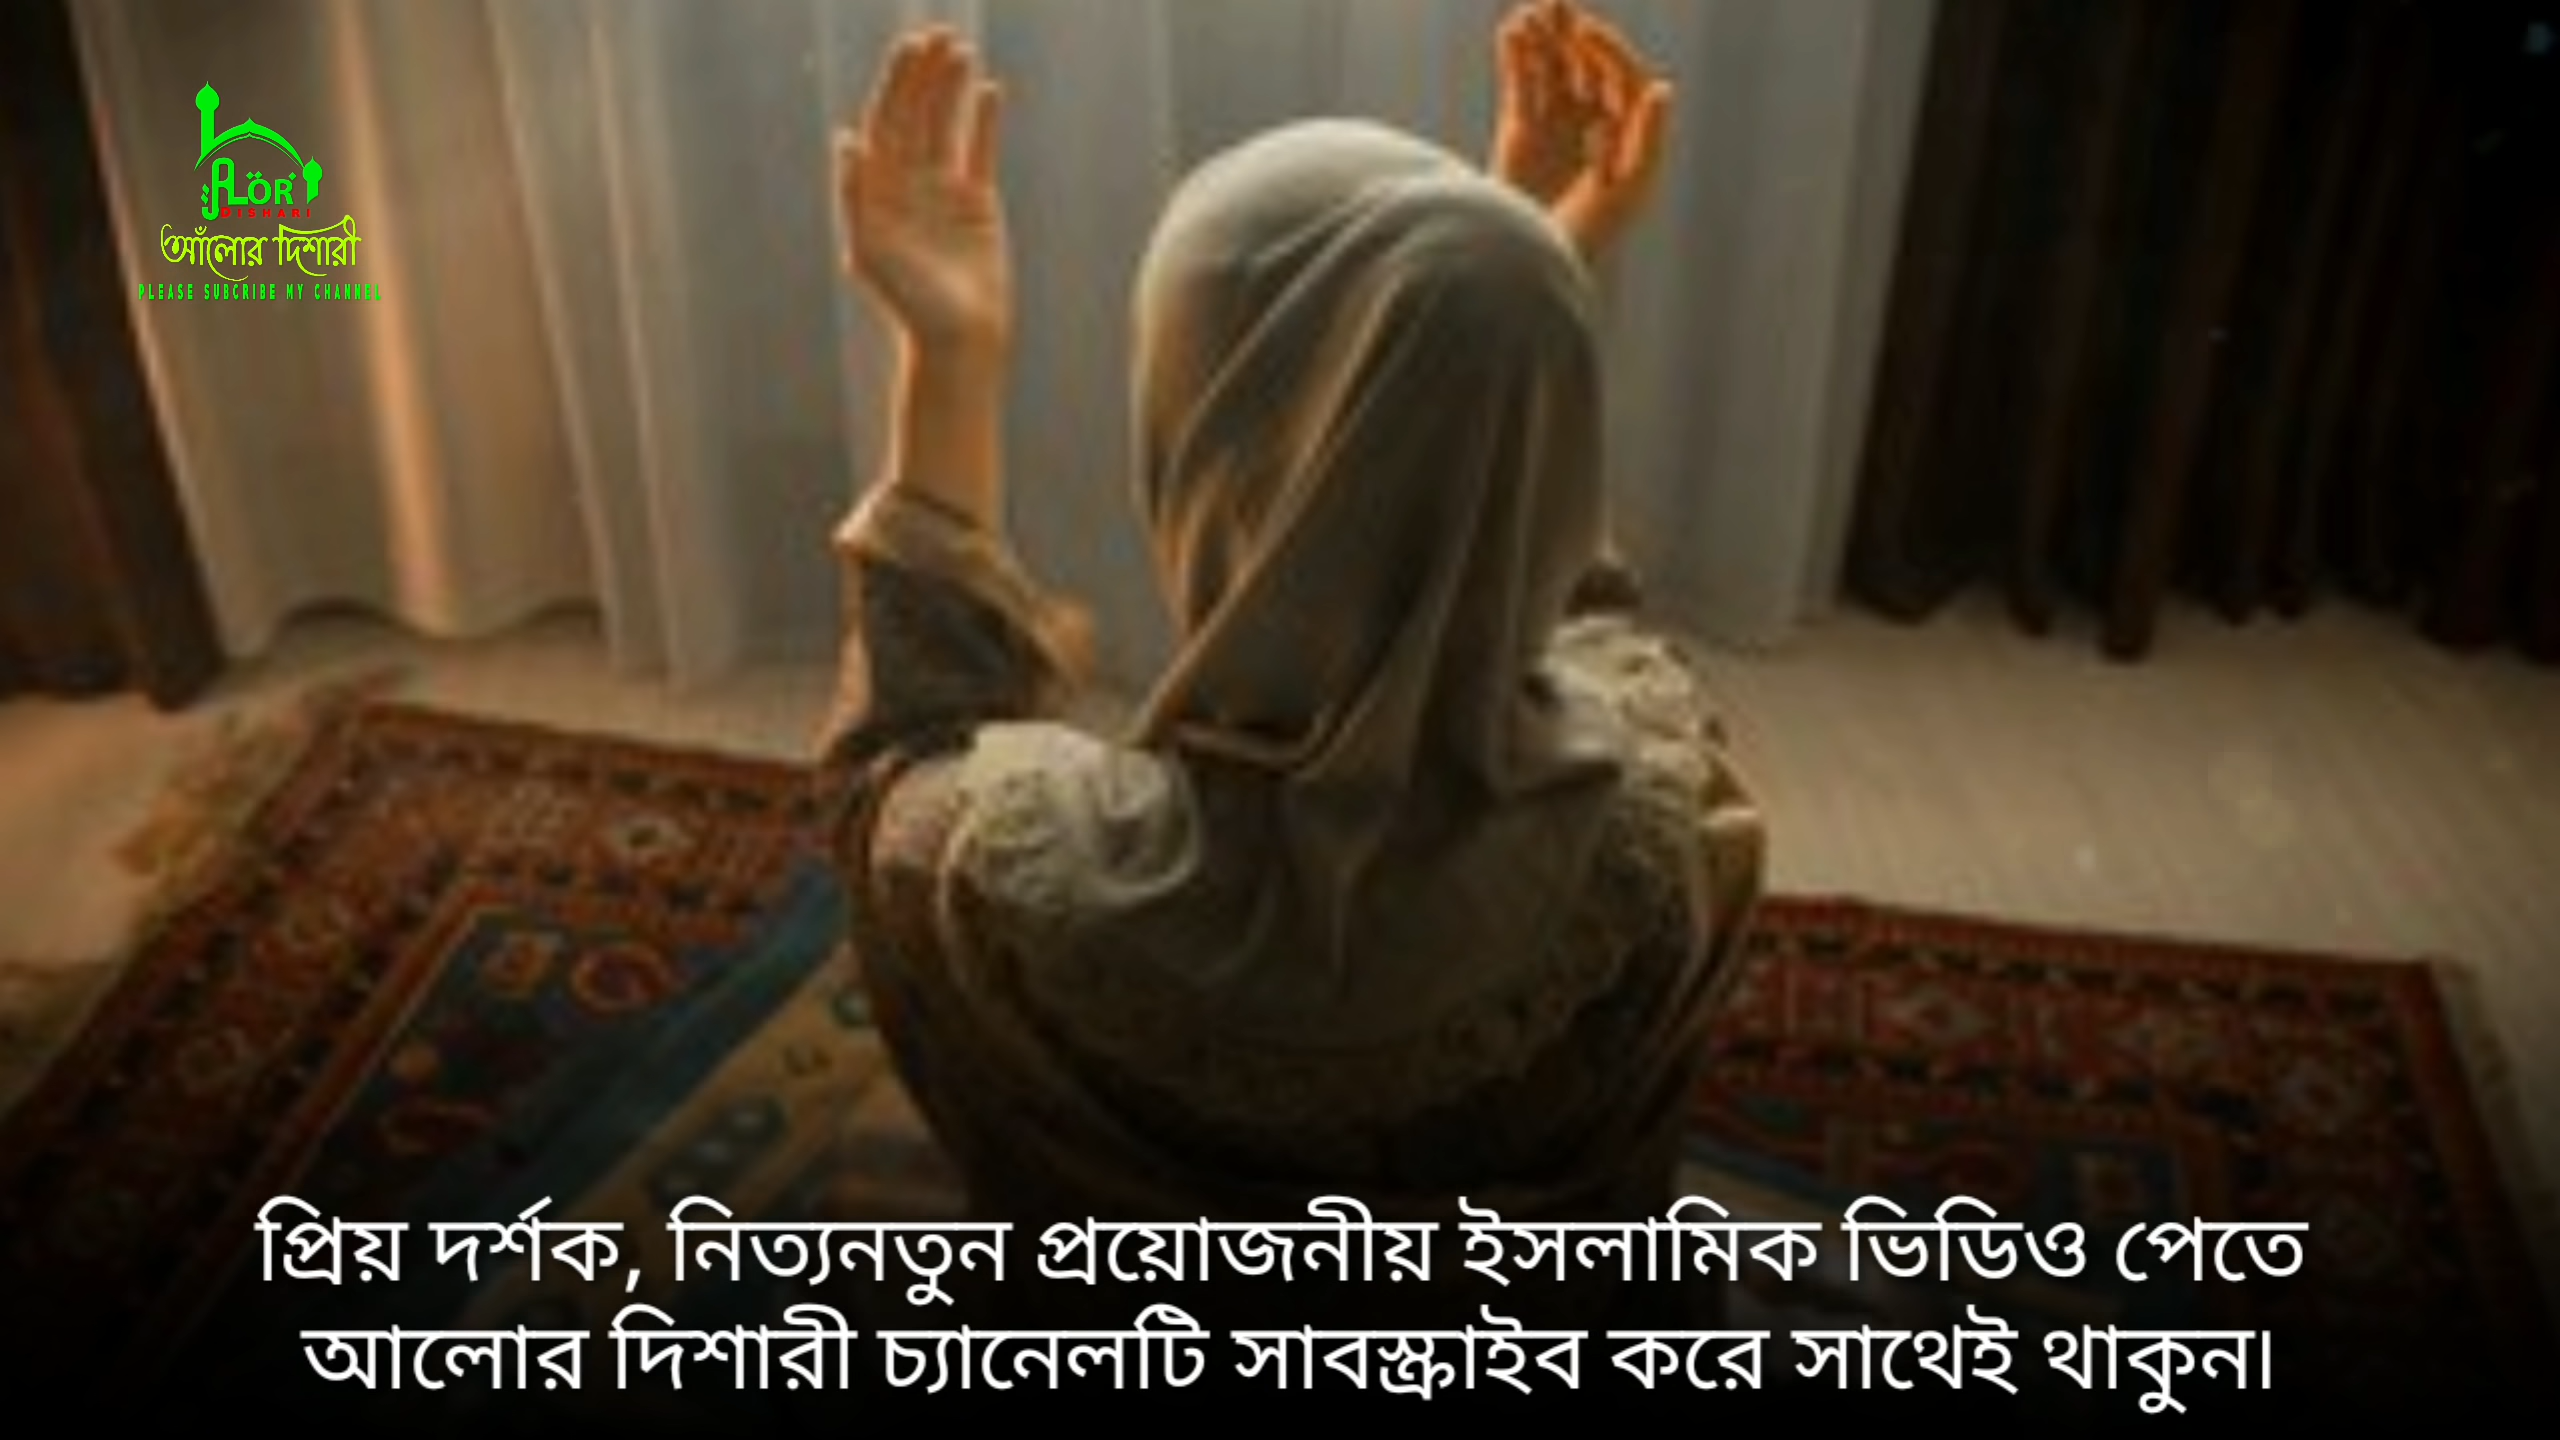 ALOR
DISHARI
আঁলোর দিশারী
PLEASE SUBCRIBE MY CHANNEL
প্রিয় দর্শক, নিত্যনতুন প্রয়োজনীয় ইসলামিক ভিডিও পেতে
আলোর দিশারী চ্যানেলটি সাবস্ক্রাইব করে সাথেই থাকুন।